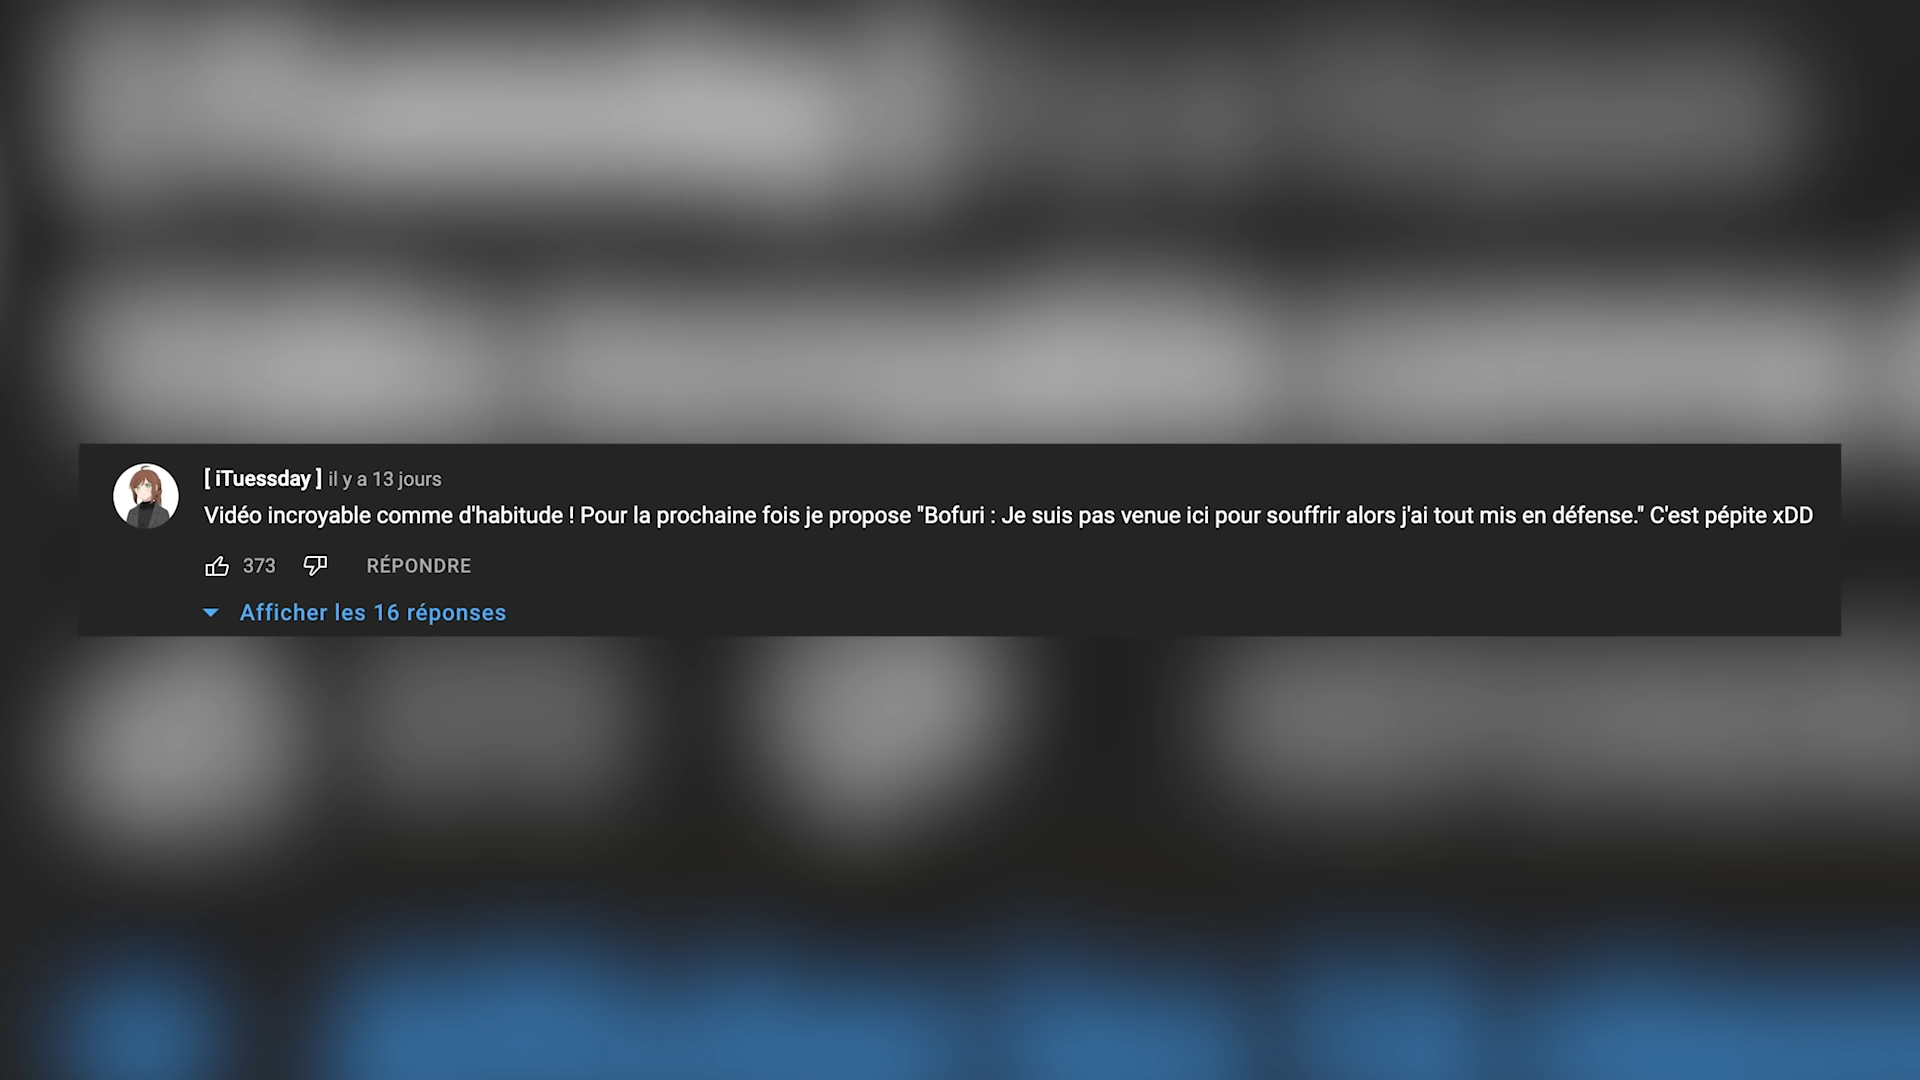 [ iTuessday ] il y a 13 jours
Vidéo incroyable comme d'habitude ! Pour la prochaine fois je propose "Bofuri : Je suis pas venue ici pour souffrir alors j'ai tout mis en défense." C'est pépite xDD
373 RÉPONDRE
Afficher les 16 réponses